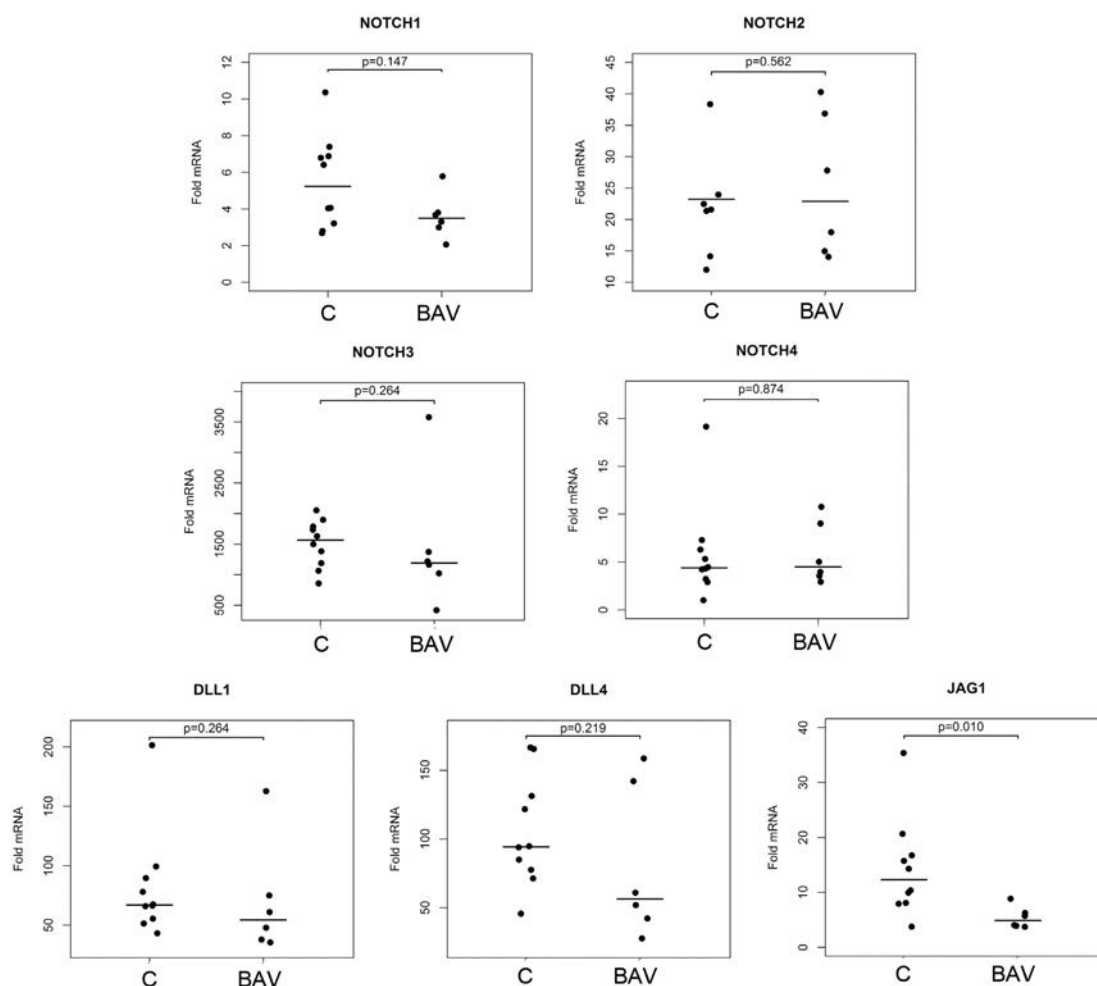 NOTCH1
NOTCH2
p=0.147
p=0.562
Fold mRNA
12
10
8
6
4
2
0
C
BAV
Fold mRNA
45
40
35
30
25
20
15
10
C
BAV
NOTCH3
NOTCH4
p=0.264
p=0.874
Fold mRNA
3500
2500
1500
500
C
BAV
Fold mRNA
20
15
10
5
0
C
BAV
DLL1
DLL4
JAG1
p=0.264
p=0.219
p=0.010
Fold mRNA
200
150
100
50
C
BAV
Fold mRNA
150
100
50
C
BAV
Fold mRNA
40
30
20
10
0
C
BAV